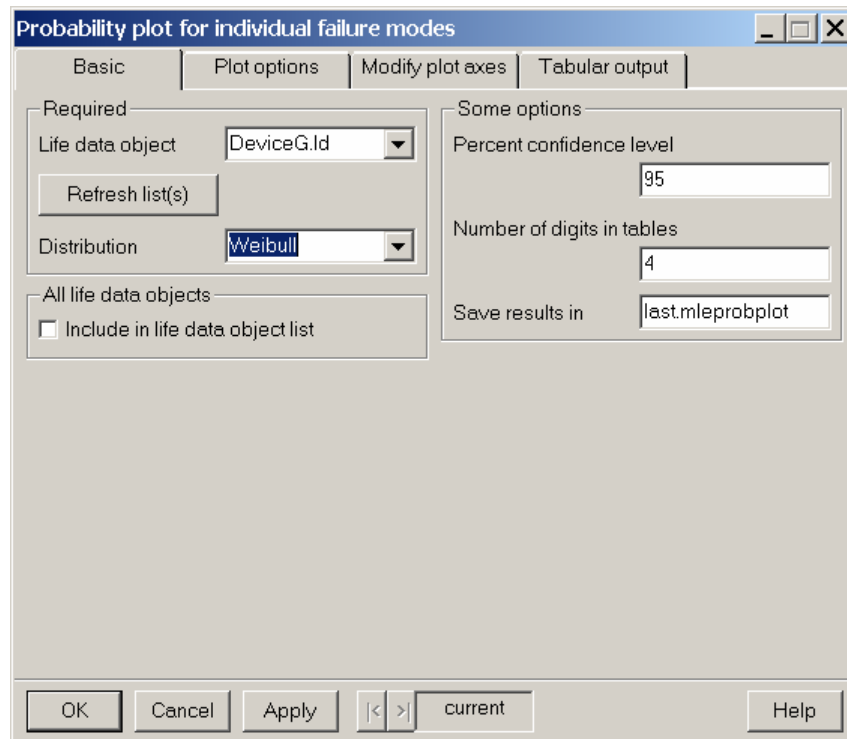 Probability plot for individual failure modes
Basic
Plot options
Modify plot axes
Tabular output
Required
Life data object
DeviceG.ld
Refresh list(s)
Distribution
Weibull
All life data objects
Include in life data object list
Some options
Percent confidence level
95
Number of digits in tables
4
Save results in
last.mleprobplot
OK
Cancel
Apply
|<
>|
current
Help